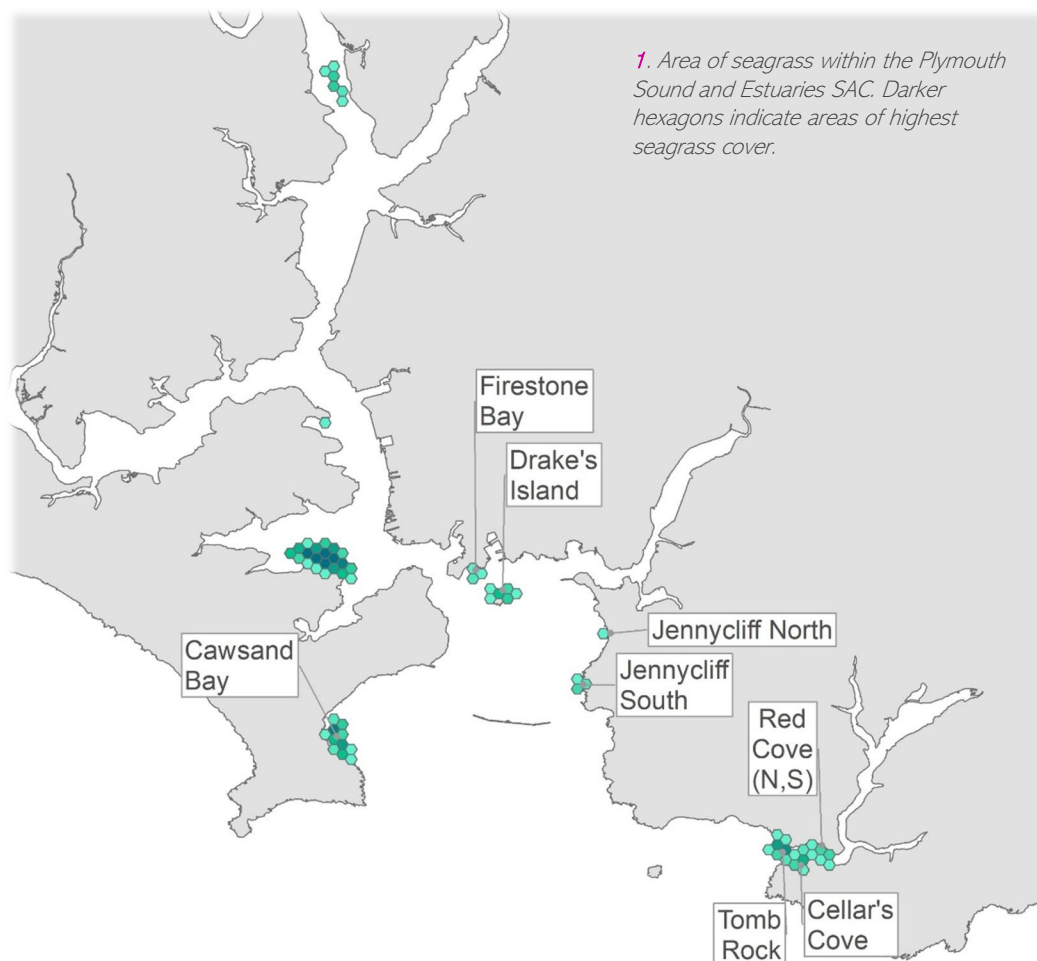 1. Area of seagrass within the Plymouth
Sound and Estuaries SAC. Darker
hexagons indicate areas of highest
seagrass cover.
Firestone
Bay
Drake's
Island
Jennycliff North
Cawsand
Bay
Jennycliff
South
Red
Cove
(N,S)
Tomb
Rock
Cellar's
Cove